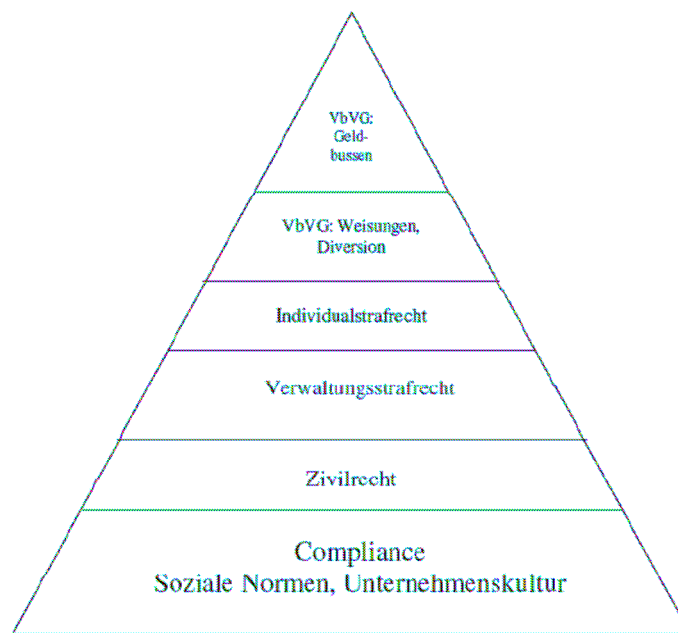 VbVG:
Geld-
bussen
VbVG: Weisungen,
Diversion
Individualstrafrecht
Verwaltungsstrafrecht
Zivilrecht
Compliance
Soziale Normen, Unternehmenskultur